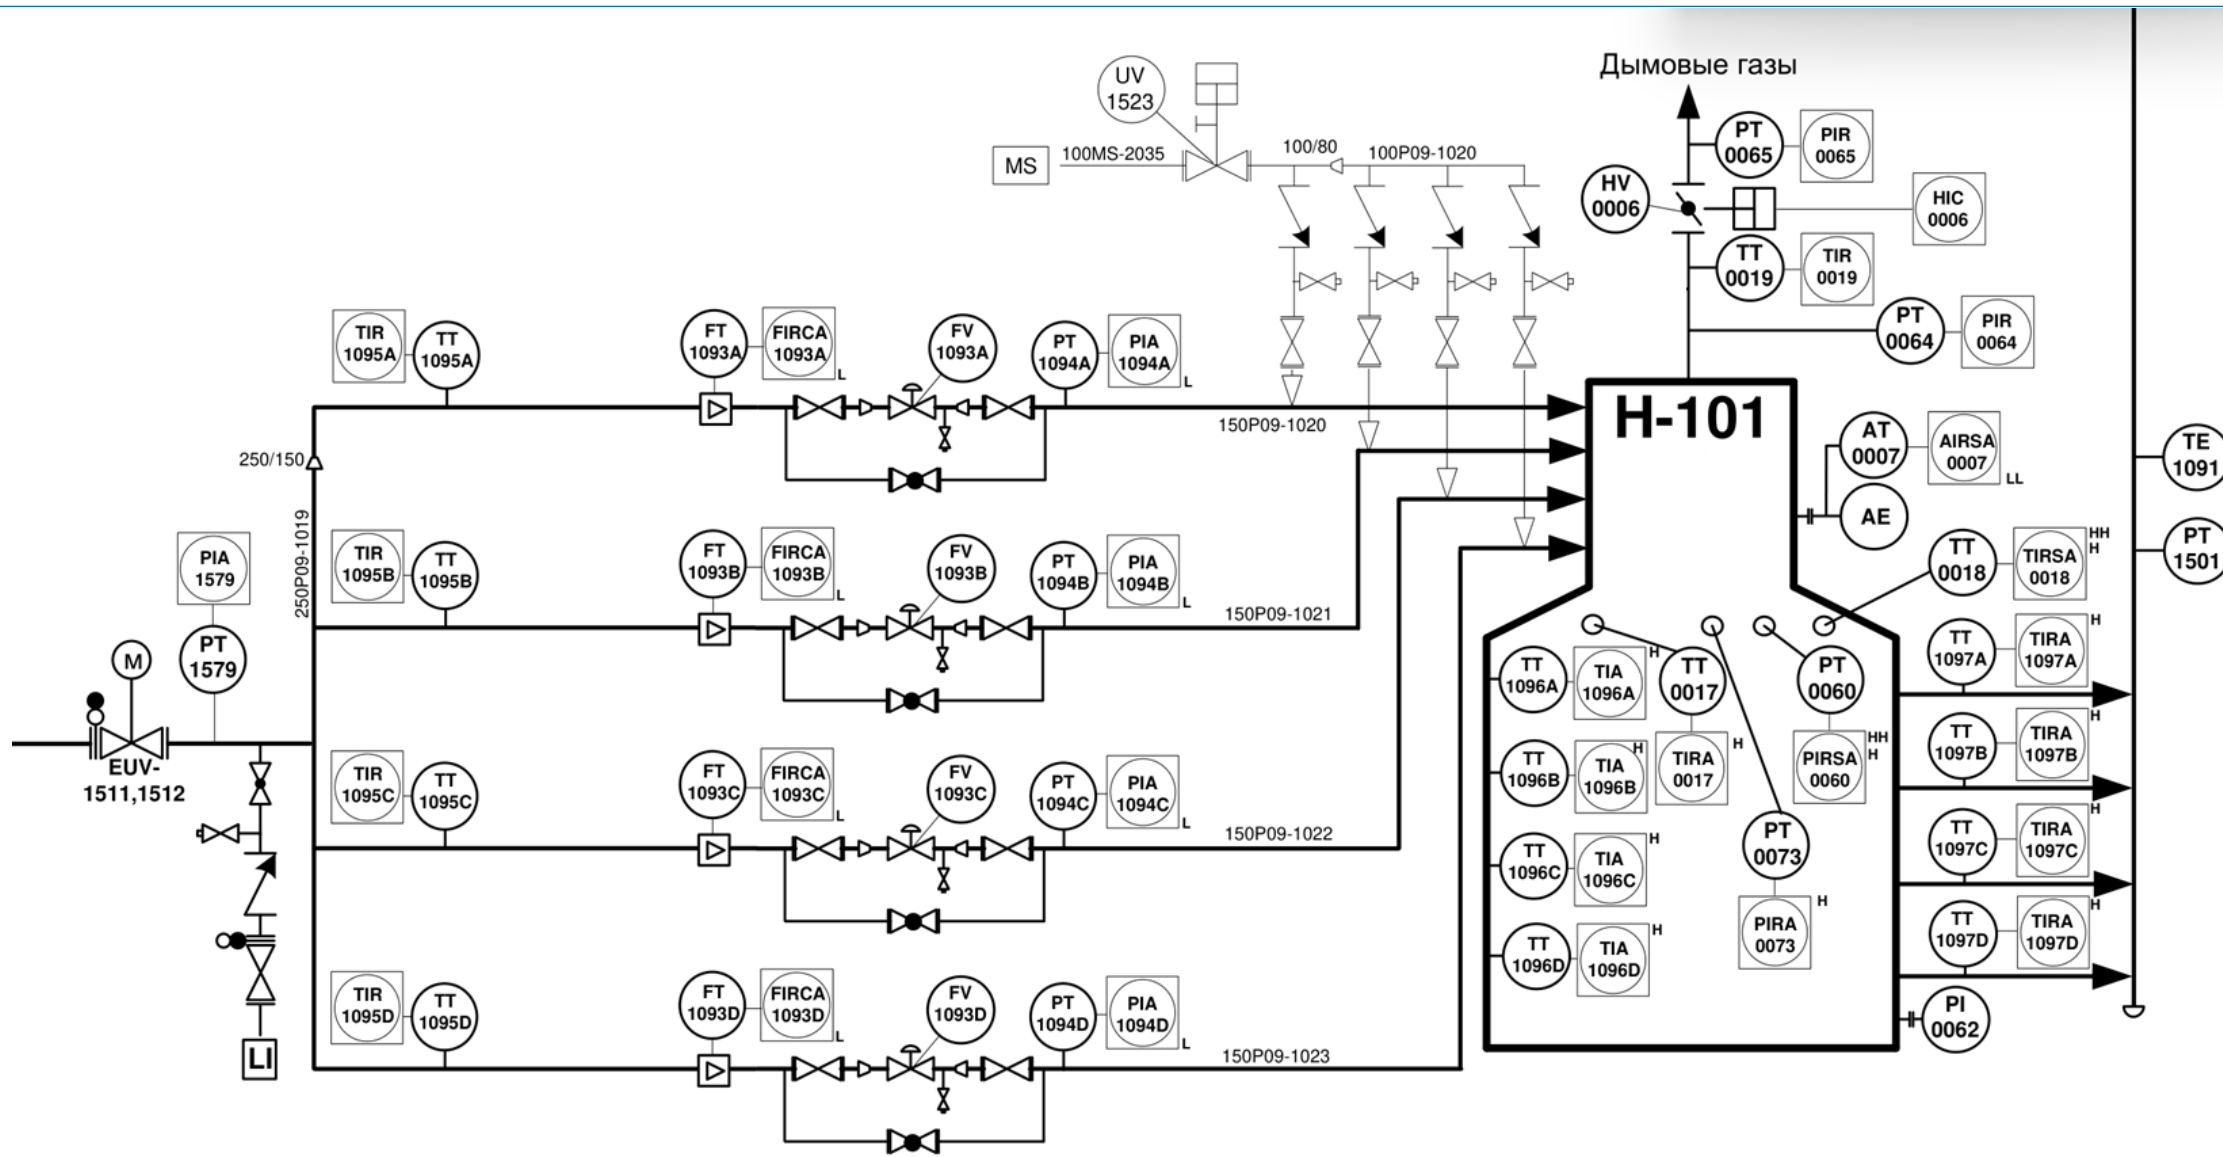 Дымовые газы
UV
1523
MS
100MS-2035
100/80
100P09-1020
PT
0065
PIR
0065
HV
0006
HIC
0006
TT
0019
TIR
0019
PT
0064
PIR
0064
TIR
1095A
TT
1095A
FT
1093A
FIRCA
1093A
L
FV
1093A
PT
1094A
PIA
1094A
L
150P09-1020
H-101
AT
0007
AIRSA
0007
LL
AE
TE
1091
PT
1501
250/150
250P09-1019
PIA
1579
PT
1579
M
EUV-
1511,1512
LI
TIR
1095B
TT
1095B
FT
1093B
FIRCA
1093B
L
FV
1093B
PT
1094B
PIA
1094B
L
150P09-1021
TT
0018
TIRSA
0018
HH
H
TIR
1095C
TT
1095C
FT
1093C
FIRCA
1093C
L
FV
1093C
PT
1094C
PIA
1094C
L
150P09-1022
TIR
1095D
TT
1095D
FT
1093D
FIRCA
1093D
L
FV
1093D
PT
1094D
PIA
1094D
L
150P09-1023
TT
1096A
TIA
1096A
H
TT
0017
TIRA
0017
H
PT
0060
PIRSA
0060
HH
H
TT
1096B
TIA
1096B
H
TT
1096C
TIA
1096C
H
PT
0073
PIRA
0073
H
TT
1096D
TIA
1096D
H
TT
1097A
TIRA
1097A
H
TT
1097B
TIRA
1097B
H
TT
1097C
TIRA
1097C
H
TT
1097D
TIRA
1097D
H
PI
0062